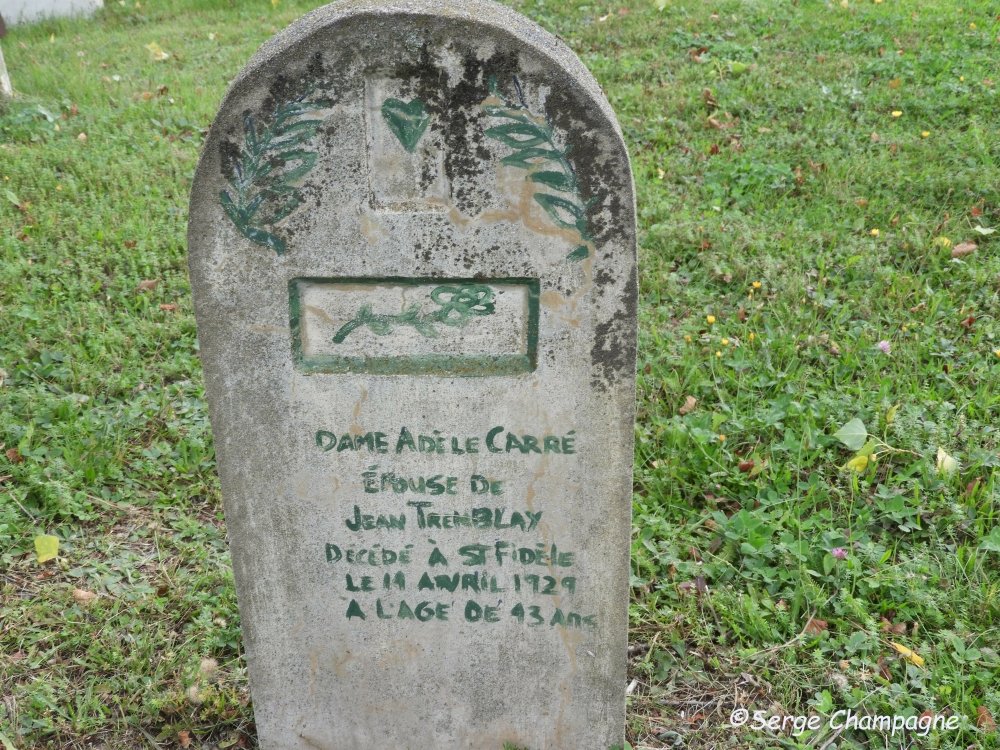 DAME ADÈLE CARRÉ
ÉPOUSE DE
JEAN TREMBLAY
DÉCÉDÉ À ST FIDÈLE
LE 14 AVRIL 1929
A L'AGE DE 43 ANS
©Serge Champagne